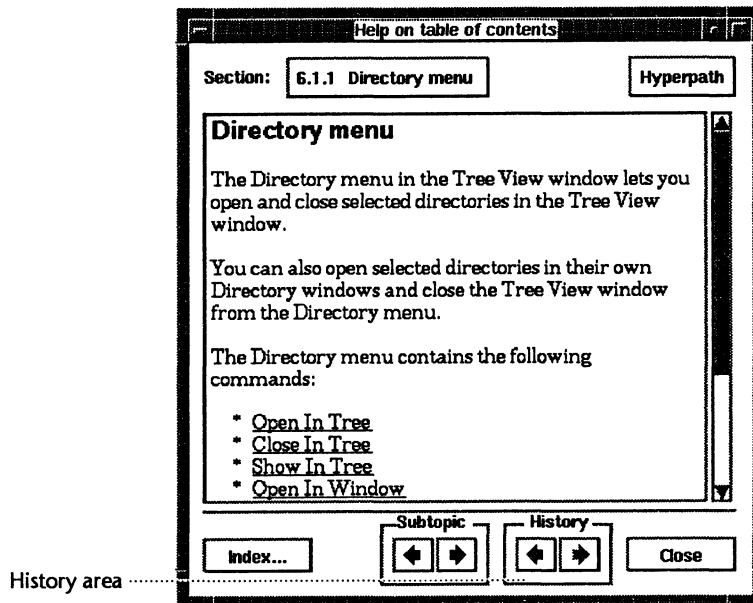 Help on table of contents
Section: 6.1.1 Directory menu Hyperpath
Directory menu
The Directory menu in the Tree View window lets you
open and close selected directories in the Tree View
window.
You can also open selected directories in their own
Directory windows and close the Tree View window
from the Directory menu.
The Directory menu contains the following
commands:
* Open In Tree
* Close In Tree
* Show In Tree
* Open In Window
Subtopic History
Index... Close
History area